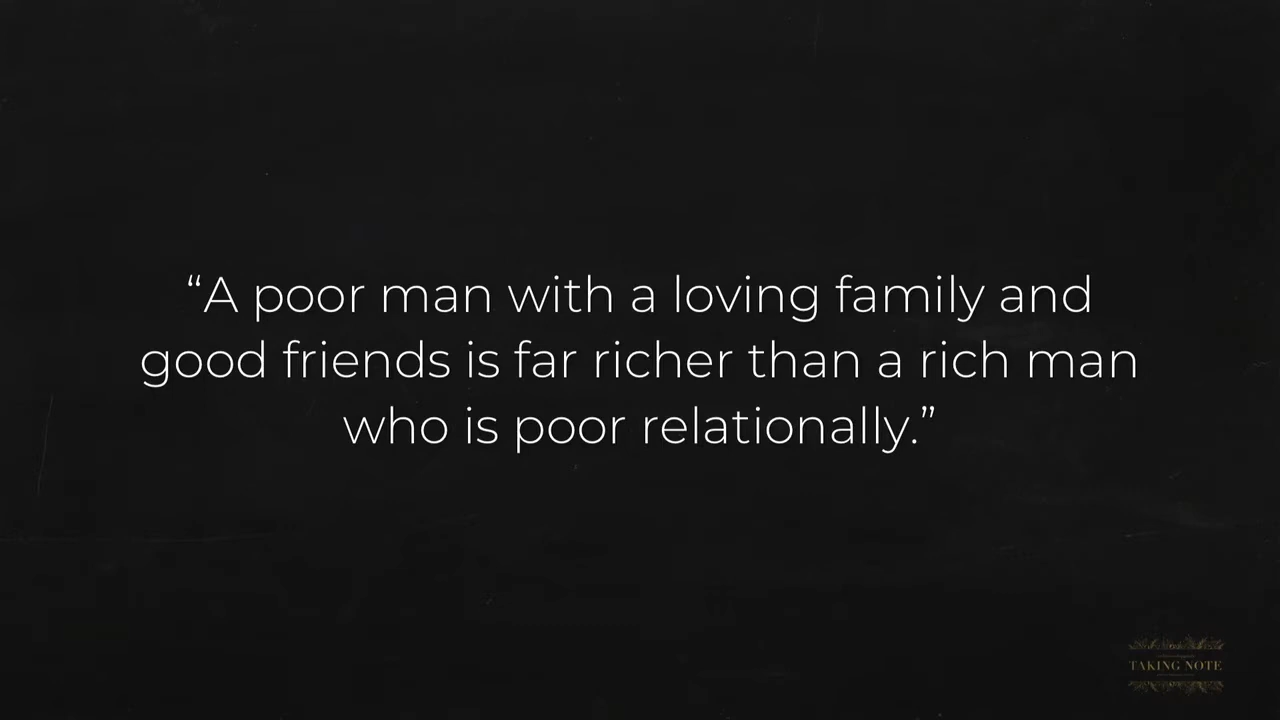 “A poor man with a loving family and
good friends is far richer than a rich man
who is poor relationally.”
TAKING NOTE